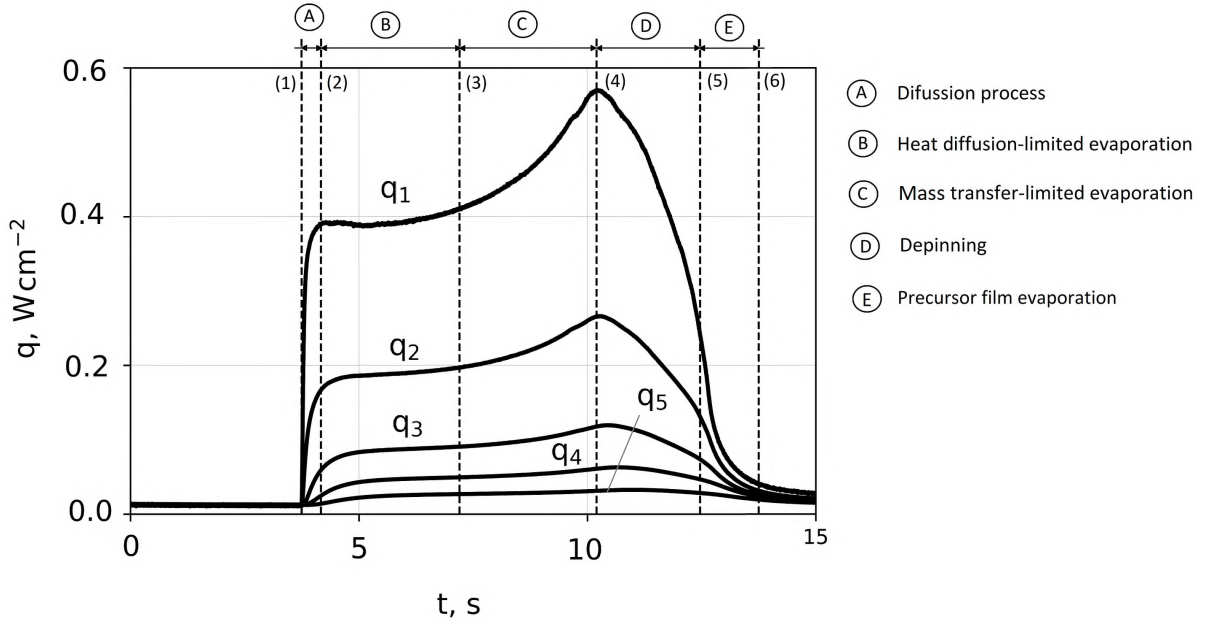 A B C D E
0.6
(1) (2) (3) (4) (5) (6)
A Difussion process
B Heat diffusion-limited evaporation
C Mass transfer-limited evaporation
D Depinning
E Precursor film evaporation
q, Wcm−2
0.4
0.2
0.0
q1
q2
q5
q3
q4
0 5 10 15
t, s